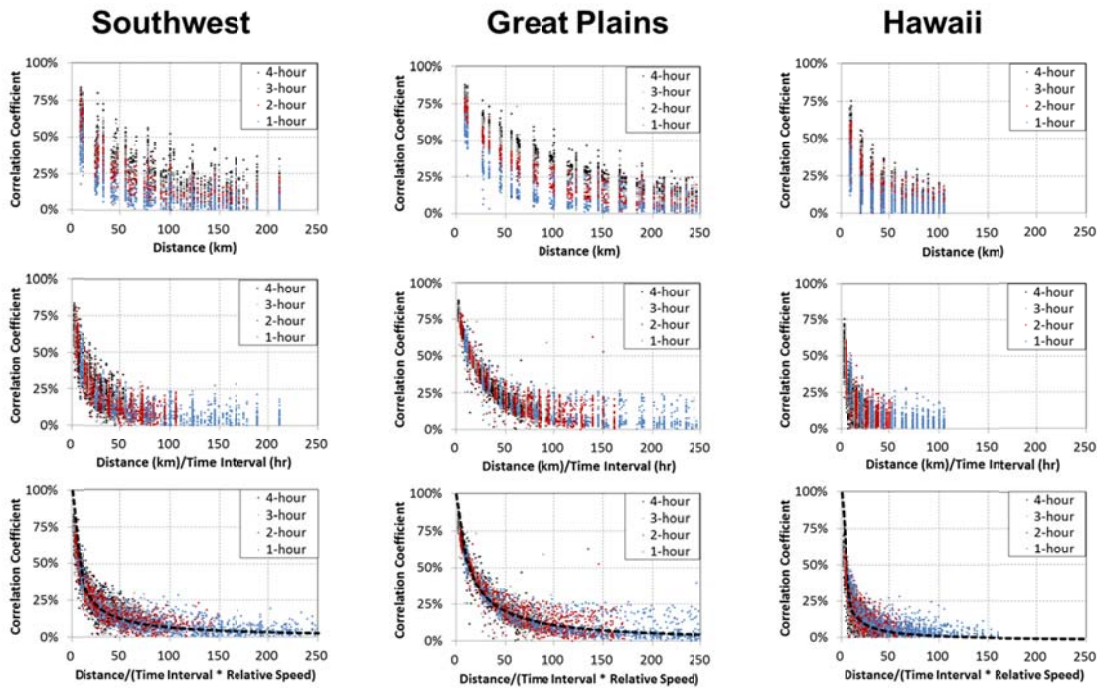 Southwest
Great Plains
Hawaii
Correlation Coefficient
100%
75%
50%
25%
0%
4-hour
3-hour
2-hour
1-hour
0 50 100 150 200 250
Distance (km)
Correlation Coefficient
100%
75%
50%
25%
0%
4-hour
3-hour
2-hour
1-hour
0 50 100 150 200 250
Distance (km)
Correlation Coefficient
100%
75%
50%
25%
0%
4-hour
3-hour
2-hour
1-hour
0 50 100 150 200 250
Distance (km)
Correlation Coefficient
100%
75%
50%
25%
0%
4-hour
3-hour
2-hour
1-hour
0 50 100 150 200 250
Distance (km)/Time Interval (hr)
Correlation Coefficient
100%
75%
50%
25%
0%
4-hour
3-hour
2-hour
1-hour
0 50 100 150 200 250
Distance (km)/Time Interval (hr)
Correlation Coefficient
100%
75%
50%
25%
0%
4-hour
3-hour
2-hour
1-hour
0 50 100 150 200 250
Distance (km)/Time Interval (hr)
Correlation Coefficient
100%
75%
50%
25%
0%
4-hour
3-hour
2-hour
1-hour
0 50 100 150 200 250
Distance/(Time Interval * Relative Speed)
Correlation Coefficient
100%
75%
50%
25%
0%
4-hour
3-hour
2-hour
1-hour
0 50 100 150 200 250
Distance/(Time Interval * Relative Speed)
Correlation Coefficient
100%
75%
50%
25%
0%
4-hour
3-hour
2-hour
1-hour
0 50 100 150 200 250
Distance/(Time Interval * Relative Speed)